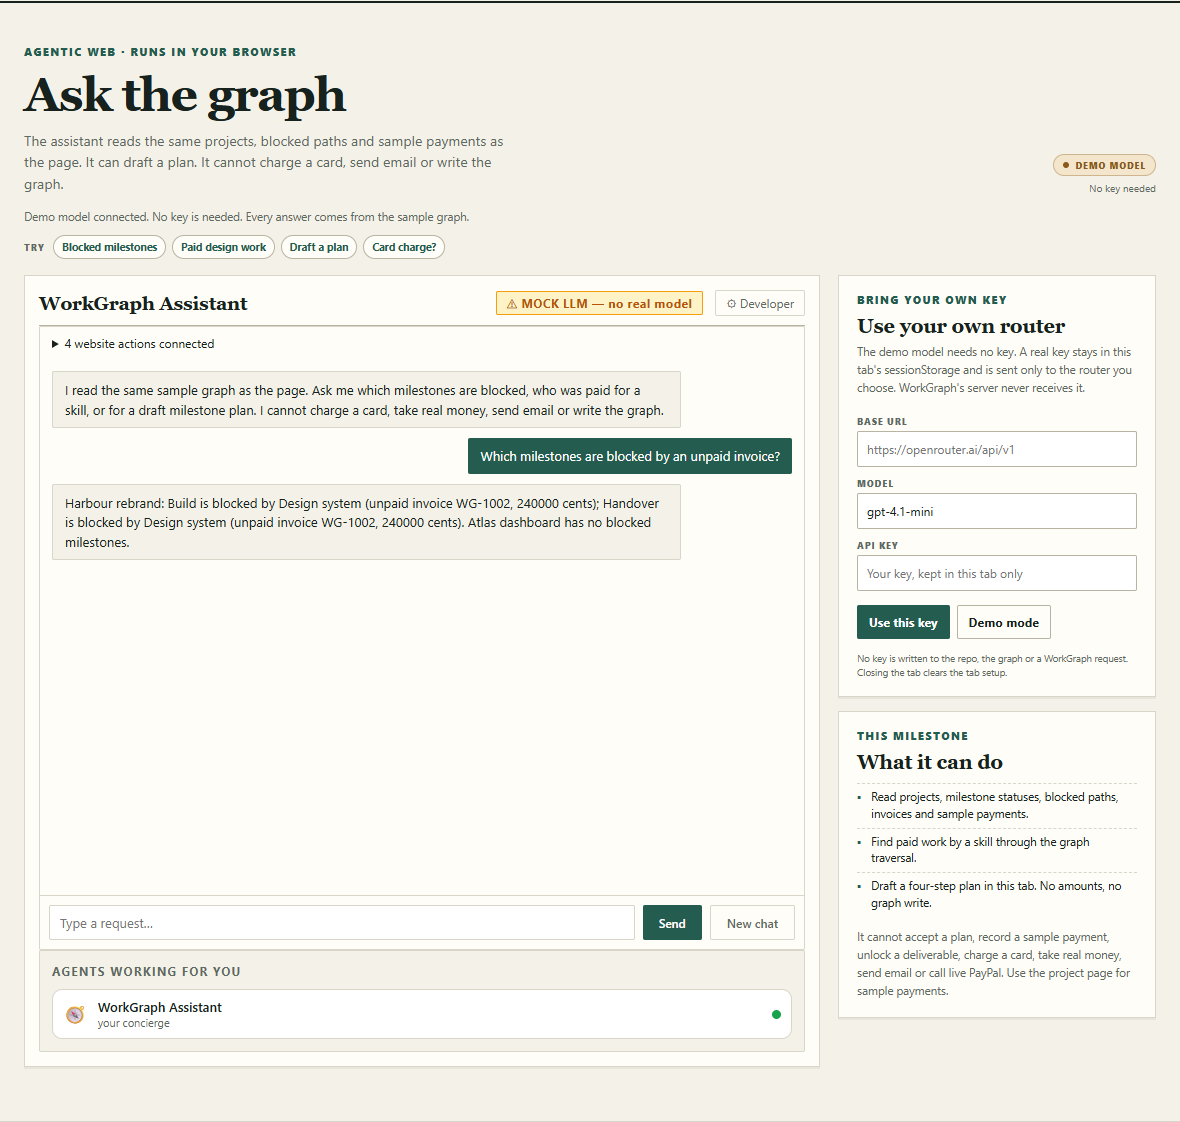 AGENTIC WEB · RUNS IN YOUR BROWSER
Ask the graph
The assistant reads the same projects, blocked paths and sample payments as
the page. It can draft a plan. It cannot charge a card, send email or write the
graph.
DEMO MODEL
No key needed
Demo model connected. No key is needed. Every answer comes from the sample graph.
TRY
Blocked milestones
Paid design work
Draft a plan
Card charge?
WorkGraph Assistant
⚠ MOCK LLM — no real model
⚙ Developer
▶ 4 website actions connected
I read the same sample graph as the page. Ask me which milestones are blocked, who was paid for a
skill, or for a draft milestone plan. I cannot charge a card, take real money, send email or write the graph.
Which milestones are blocked by an unpaid invoice?
Harbour rebrand: Build is blocked by Design system (unpaid invoice WG-1002, 240000 cents); Handover
is blocked by Design system (unpaid invoice WG-1002, 240000 cents). Atlas dashboard has no blocked
milestones.
Type a request...
Send
New chat
AGENTS WORKING FOR YOU
WorkGraph Assistant
your concierge
BRING YOUR OWN KEY
Use your own router
The demo model needs no key. A real key stays in this
tab's sessionStorage and is sent only to the router you
choose. WorkGraph's server never receives it.
BASE URL
https://openrouter.ai/api/v1
MODEL
gpt-4.1-mini
API KEY
Your key, kept in this tab only
Use this key
Demo mode
No key is written to the repo, the graph or a WorkGraph request.
Closing the tab clears the tab setup.
THIS MILESTONE
What it can do
▪ Read projects, milestone statuses, blocked paths,
invoices and sample payments.
▪ Find paid work by a skill through the graph
traversal.
▪ Draft a four-step plan in this tab. No amounts, no
graph write.
It cannot accept a plan, record a sample payment,
unlock a deliverable, charge a card, take real money,
send email or call live PayPal. Use the project page for
sample payments.